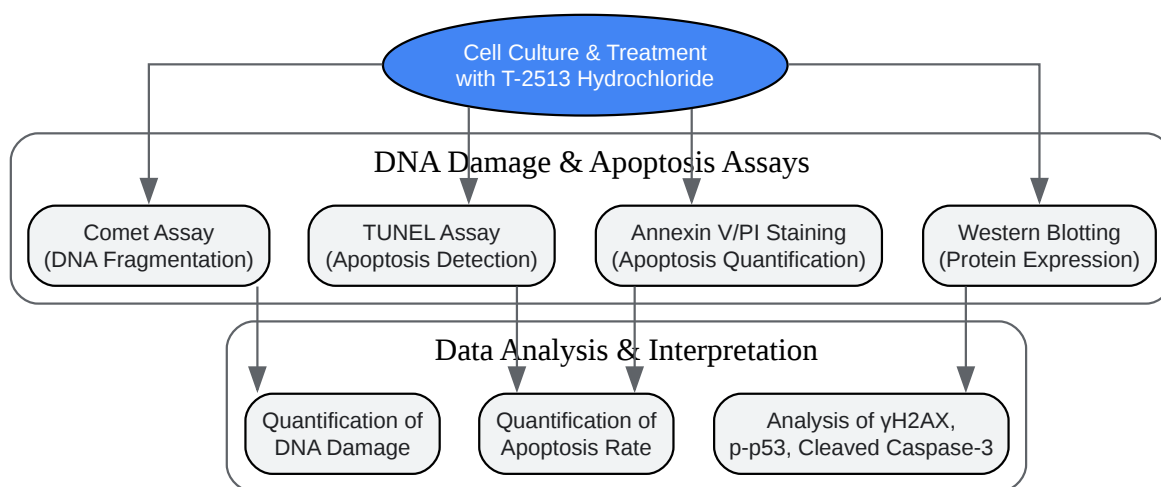 Cell Culture & Treatment
with T-2513 Hydrochloride
DNA Damage & Apoptosis Assays
Comet Assay
(DNA Fragmentation)
TUNEL Assay
(Apoptosis Detection)
Annexin V/PI Staining
(Apoptosis Quantification)
Western Blotting
(Protein Expression)
Data Analysis & Interpretation
Quantification of
DNA Damage
Quantification of
Apoptosis Rate
Analysis of γH2AX,
p-p53, Cleaved Caspase-3